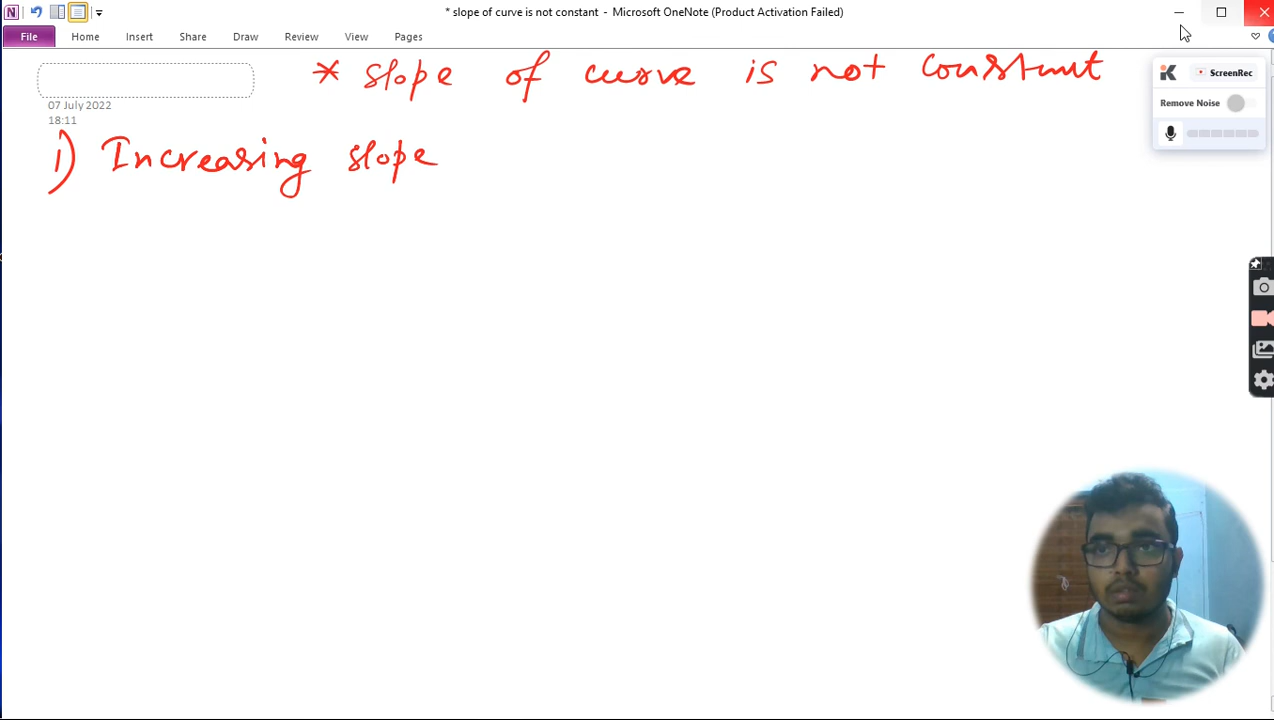 * slope of curve is not constant - Microsoft OneNote (Product Activation Failed)
File Home Insert Share Draw Review View Pages
* slope of curve is not constant
ScreenRec
Remove Noise
07 July 2022
18:11
1) Increasing slope